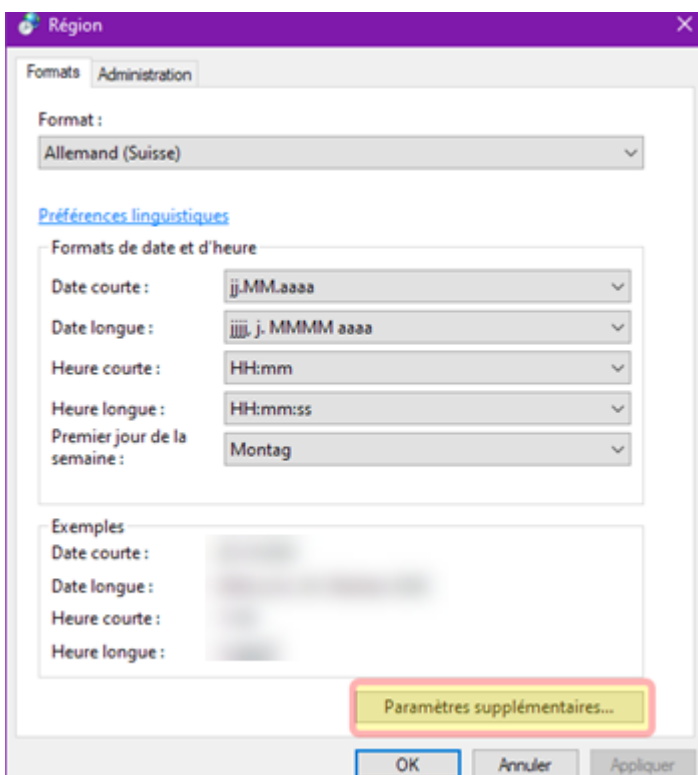 Région
Formats Administration
Format :
Allemand (Suisse)
Préférences linguistiques
Formats de date et d'heure
Date courte : jj.MM.aaaa
Date longue : jjjj, j. MMMM aaaa
Heure courte : HH:mm
Heure longue : HH:mm:ss
Premier jour de la
semaine : Montag
Exemples
Date courte :
Date longue :
Heure courte :
Heure longue :
Paramètres supplémentaires...
OK Annuler Appliquer